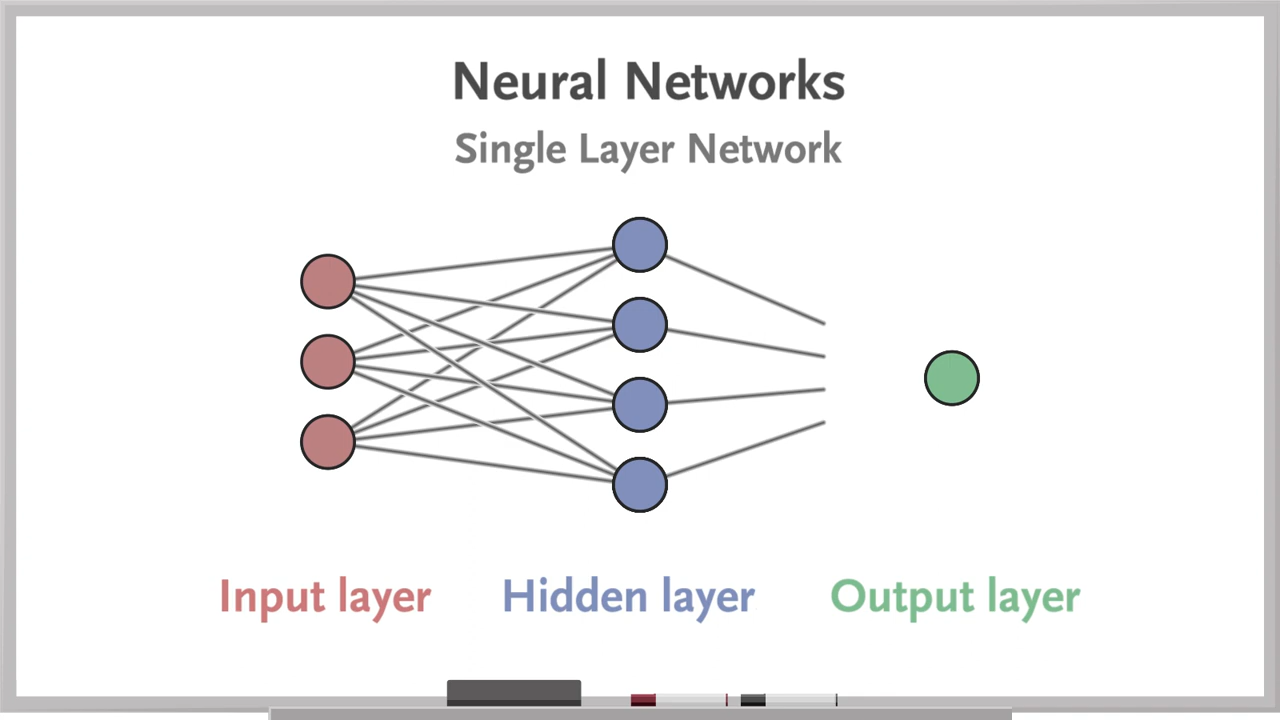 Neural Networks
Single Layer Network
Input layer Hidden layer Output layer